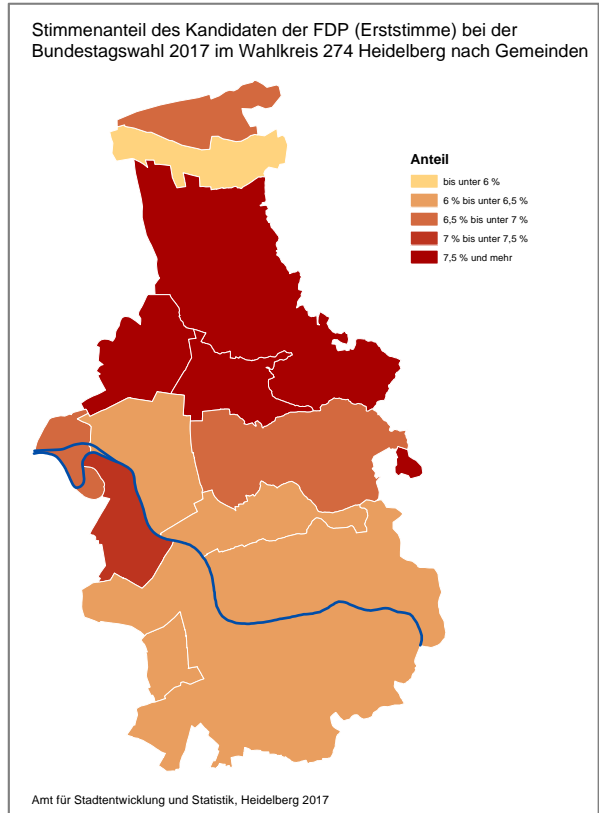 Stimmenanteil des Kandidaten der FDP (Erststimme) bei der
Bundestagswahl 2017 im Wahlkreis 274 Heidelberg nach Gemeinden
Anteil
bis unter 6 %
6 % bis unter 6,5 %
6,5 % bis unter 7 %
7 % bis unter 7,5 %
7,5 % und mehr
Amt für Stadtentwicklung und Statistik, Heidelberg 2017